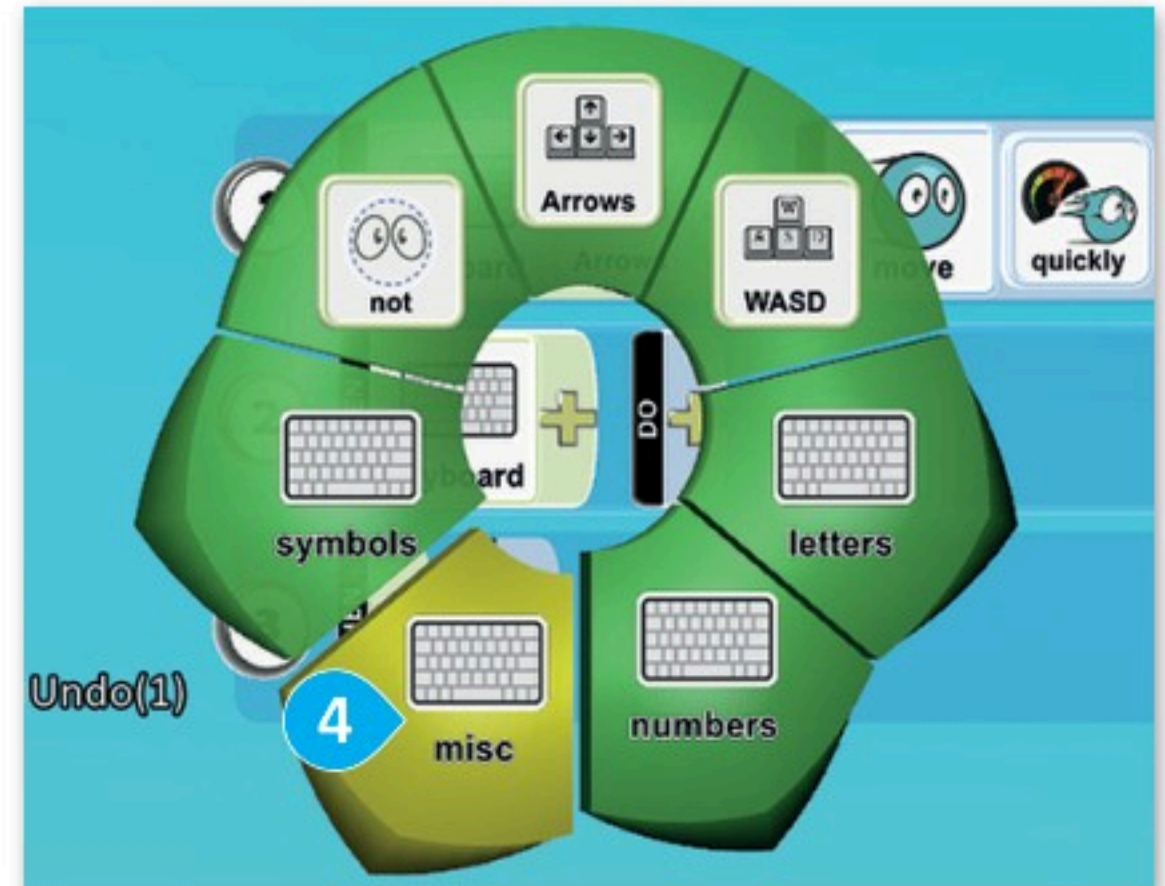 Arrows
not
WASD
move
quickly
DO
symbols
letters
misc
numbers
Undo(1)
4